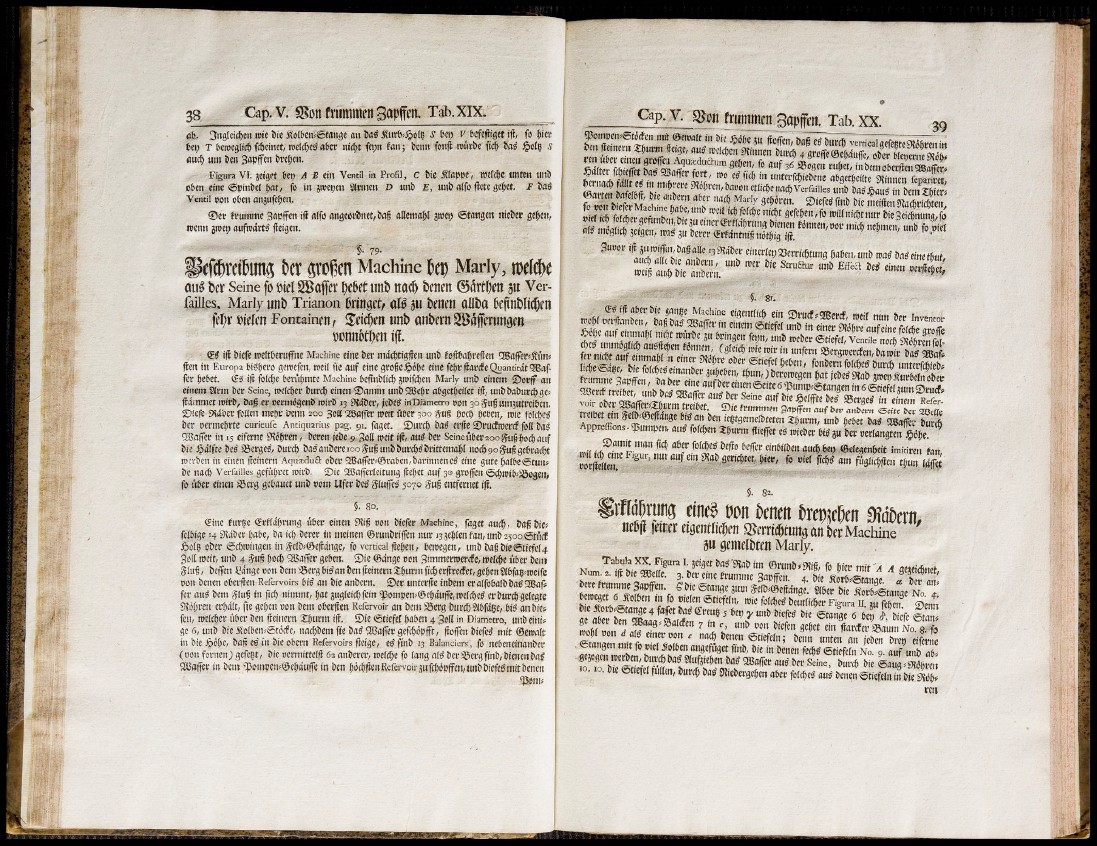 38 Cap. V. Von krummen Zapffen. Tab. XIX.
ab. Ingleichen wie die Kolben-Stange an das Kurb-Holtz S bey V befestiget ist, so hier
bey T beweglich scheinet, welches aber nicht seyn kan; denn sonst würde sich das Holtz S
auch um den Zapffen drehen.
Figura VI. zeiget bey A B ein Ventil in Profil, C die Klappe, welche unten und
oben eine Spindel hat, so in zweyen Armen D und E, und also stete gehet. F das
Ventil von oben anzusehen.
Der krumme Zapffen ist also angeordnet, daß allemahl zwey Stangen nieder gehen,
wenn zwey aufwärts steigen.
§. 79.
Beschreibung der großen Machine bey Marly, welche
aus der Seine so viel Wasser hebet und nach denen Gärthen zu Ver-
sailles, Marly und Trianon bringet, als zu denen allda befindlichen
sehr vielen Fontainen, Teichen und andern Wässerungen
vonnöthen ist.
Es ist diese weltberuffne Machine eine der mächtigsten und kostbahresten Wasser-Kün-
sten in Europa bishero gewesen, weil sie auf eine große Höhe eine sehr starcke Quantität Was-
ser hebet. Es ist solche berühmte Machine befindlich zwischen Marly und einem Dorff an
einem Arm der Seine, welcher durch einen Damm und Wehr abgetheilet ist, und dadurch ge-
stämmet wird, daß er vermögend wird 13 Räder, jedes in Diametro von 30 Fuß umzutreiben.
Diese Räder sollen mehr denn 200 Zoll Wasser weit über 300 Fuß hoch heben, wie solches
der vermehrte curieuse Antiquarius pag. 91. saget. Durch das erste Druckwerck soll das
Wasser in 15 eiserne Röhren, deren jede 9 Zoll weit ist, aus der Seine über 200 Fuß hoch auf
die Hälfte des Berges, durch das andere 100 Fuß und durchs drittemahl noch 90 Fuß gebracht
werden in einen steinern Aquæduct oder Wasser-Graben, darinnen es eine gute halbe Stun-
de nach Versailles geführet wird. Die Wasserleitung stehet auf 30 grossen Schwib-Bogen,
so über einen Berg gebauet und vom Ufer des Flusses 5070 Fuß entfernet ist.
§. 80.
Eine kurtze Erklährung über einen Riß von dieser Machine, saget auch, daß die-
selbige 14 Räder habe, da ich derer in meinen Grundrissen nur 13 zehlen kan, und 2500 Stück
Holtz oder Schwingen in Feld-Gestänge, so vertical stehen, bewegen, und daß die Stiefel 4
Zoll weit, und 4 Fuß hoch Wasser geben. Die Gänge von Zimmerwercke, welche über dem
Fluß, dessen Länge von dem Berg bis an den steinern Thurm sich erstrecket, gehen Absatz-weise
von denen obersten Reservoirs bis an die andern. Der unterste indem er alsbald das Was-
ser aus dem Fluß in sich nimmt, hat zugleich sein Pompen-Gehäuse, welches er durch gelegte
Röhren erhält, sie gehen von dem obersten Reservoir an dem Berg durch Absätze, bis an die-
sen, welcher über den steinern Thurm ist. Die Stiefel haben 4 Zoll in Diametro, und eini-
ge 6, und die Kolben-Stöcke, nachdem sie das Wasser geschöpfft, stossen dieses mit Gewalt
in die Höhe, daß es in die obern Reservoirs steige, es sind 13 Balanciers, so nebeneinander
(von fornen) gesetzt, die vermittelst 62 anderer, welche so lang als der Berg sind, dienen das
Wasser in dem Pompen-Gehäusse in den höchsten Reservoir zu schöpffen, und dieses mit denen
Pom-
Cap. V. Von krummen Zapffen. Tab. XX. 39
Pompen-Stöcken mit Gewalt in die Höhe zu stossen, daß es durch vertical gesetzte Röhren in
den steinern Thurm steigt, aus welchen Rinnen durch 4 grosse Gehäusse, oder bleyerne Röh-
ren über einen grossen Aquæductum gehen, so auf 36 Bogen ruhet, in dem obersten Wasser-
Hälter schiesset das Wasser fort, wo es sich in unterschiedene abgetheilte Rinnen separiret,
hernach fällt es in mehrere Röhren, davon etliche nach Versailles und das Haus in dem Thier-
Garten daselbst, die andern aber nach Marly gehören. Dieses sind die meisten Nachrichten,
so von dieser Machine habe, und weil ich solche nicht gesehen, so will nicht nur die Zeichnung, so
viel ich solcher gefunden, die zu einer Erklährung dienen können, vor mich nehmen, und so viel
als möglich zeigen, was zu derer Erkäntniß nöthig ist.
Zuvor ist zu wissen, daß alle 13 Räder einerley Verrichtung haben, und was das eine thut,
auch alle die andern, und wer die Structur und Effect des einen verstehet,
weiß auch die andern.
§. 81.
Es ist aber die gantze Machine eigentlich ein Druck-Werck, weil nun der Inventor
wohl verstanden, daß das Wasser in einem Stiefel und in einer Röhre auf eine solche grosse
Höhe auf einmahl nicht würde zu bringen seyn, und weder Stiefel, Ventile noch Röhren sol-
ches unmöglich ausstehen können, (gleich wie wir in unsern Bergwercken, da wir das Was-
ser nicht auf einmahl in einer Röhre oder Stiefel heben, sondern solches durch unterschied-
liche Sätze, die solches einander zuheben, thun,) derowegen hat jedes Rad zwey Kurbeln oder
krumme Zapffen, da der eine auf der einen Seite 6 Pump-Stangen in 6 Stiefel zum Druck-
Werck treibet, und das Wasser aus der Seine auf die Helffte des Berges in einem Reser-
voir oder Wasser-Thurm treibet. Die krummen Zapffen auf der andern Seite der Welle
treibet ein Feld-Gestänge bis an den letztgemeldeten Thurm, und hebet das Wasser durch
Appressions-Pumpen, aus solchen Thurm fliesset es wieder bis zu der verlangten Höhe.
Damit man sich aber solches desto besser einbilden auch bey Gelegenheit imitiren kan,
wil ich eine Figur, nur auf ein Rad gerichtet, hier, so viel sichs am füglichsten thun lässet
vorstellen.
§. 82.
Erklährung eines von denen dreyzehen Rädern,
nebst seiner eigentlichen Verrichtung an der Machine
zu gemeldten Marly.
Tabula XX. Figura I. zeiget das Rad im Grund-Riß, so hier mit A A gezeichnet,
Num. 2. ist die Welle. 3. der eine krumme Zapffen. 4. die Korb-Stange. α der an-
dere krumme Zapffen. ζ die Stange zum Feld-Gestänge. Aber die Korb-Stange No. 4.
beweget 6 Kolben in so vielen Stiefeln, wie solches deutlicher Figura II. zu sehen. Denn
die Korb-Stange 4 fasset das Creutz 5 bey γ und dieses die Stange 6 bey δ, diese Stan-
ge aber den Waag-Balcken 7 in c, und von diesen gehet ein starcker Baum No. 8. so
wohl von d als einer von e nach denen Stiefeln; denn unten an jeden drey eiserne
Stangen mit so viel Kolben angefüget sind, die in denen sechs Stiefeln No. 9. auf und ab-
gezogen werden, durch das Aufziehen das Wasser aus der Seine, durch die Saug-Röhren
10. 10. die Stiefel füllen, durch das Niedergehen aber solches aus denen Stiefeln in die Röh-
ren